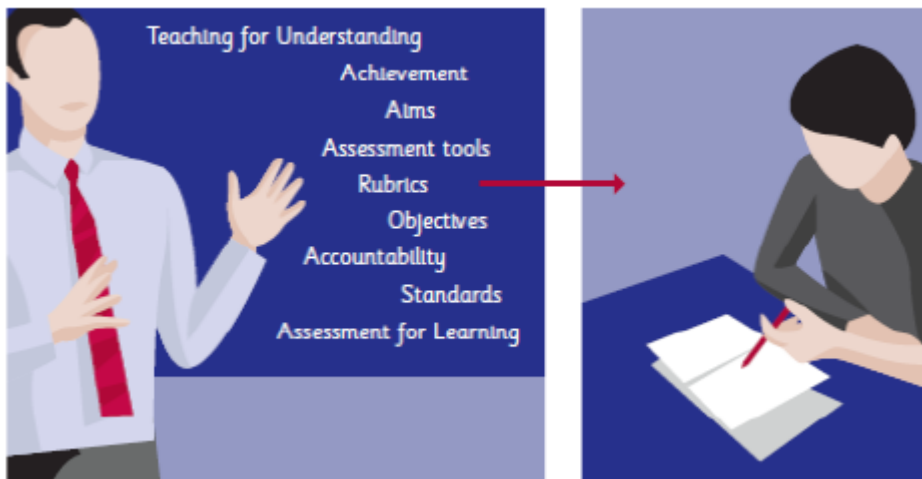 Teaching for Understanding
Achievement
Aims
Assessment tools
Rubrics
Objectives
Accountability
Standards
Assessment for Learning